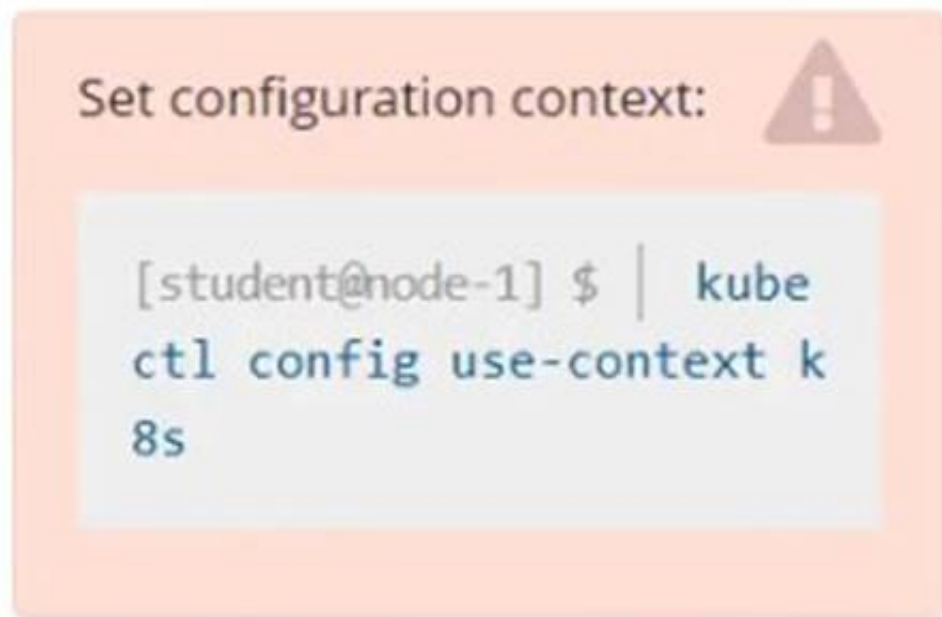 Set configuration context:
[student@node-1] $ | kube
ctl config use-context k
8s